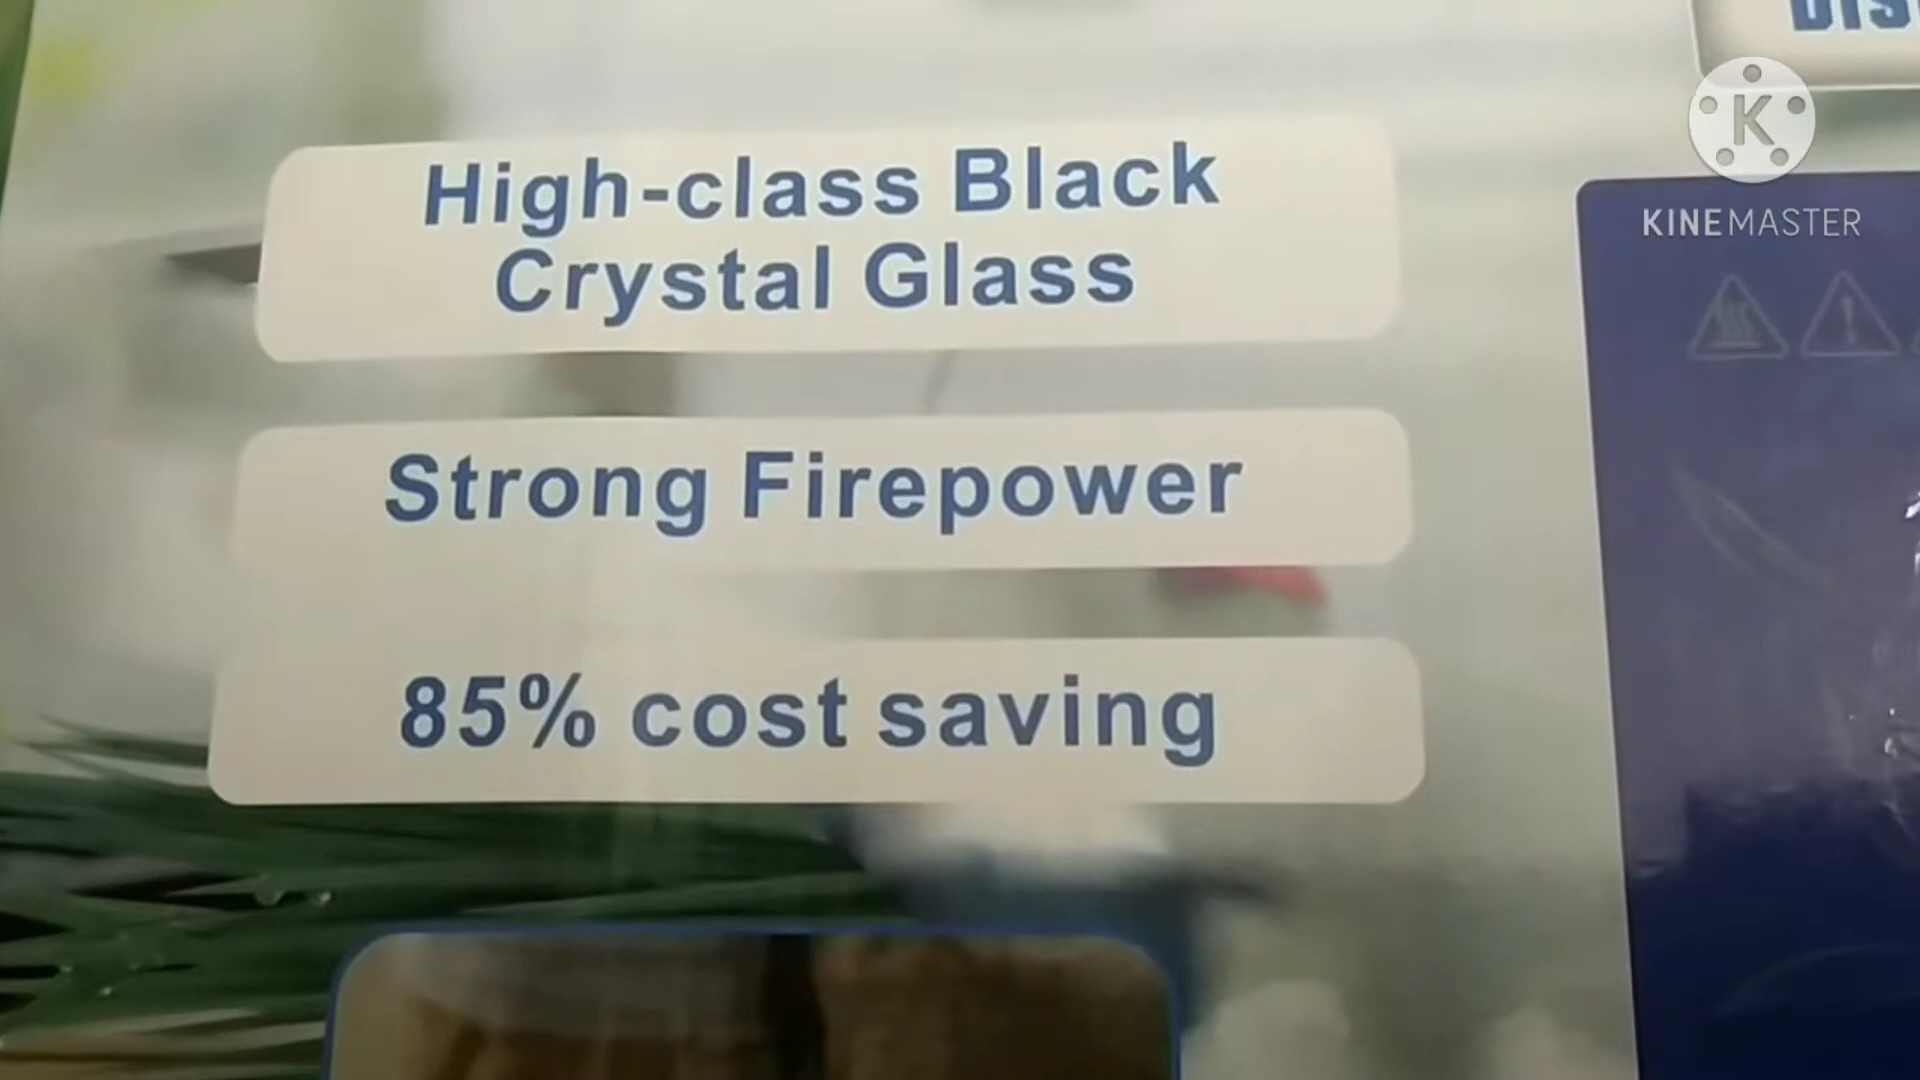 K
KINEMASTER
High-class Black
Crystal Glass
Strong Firepower
85% cost saving